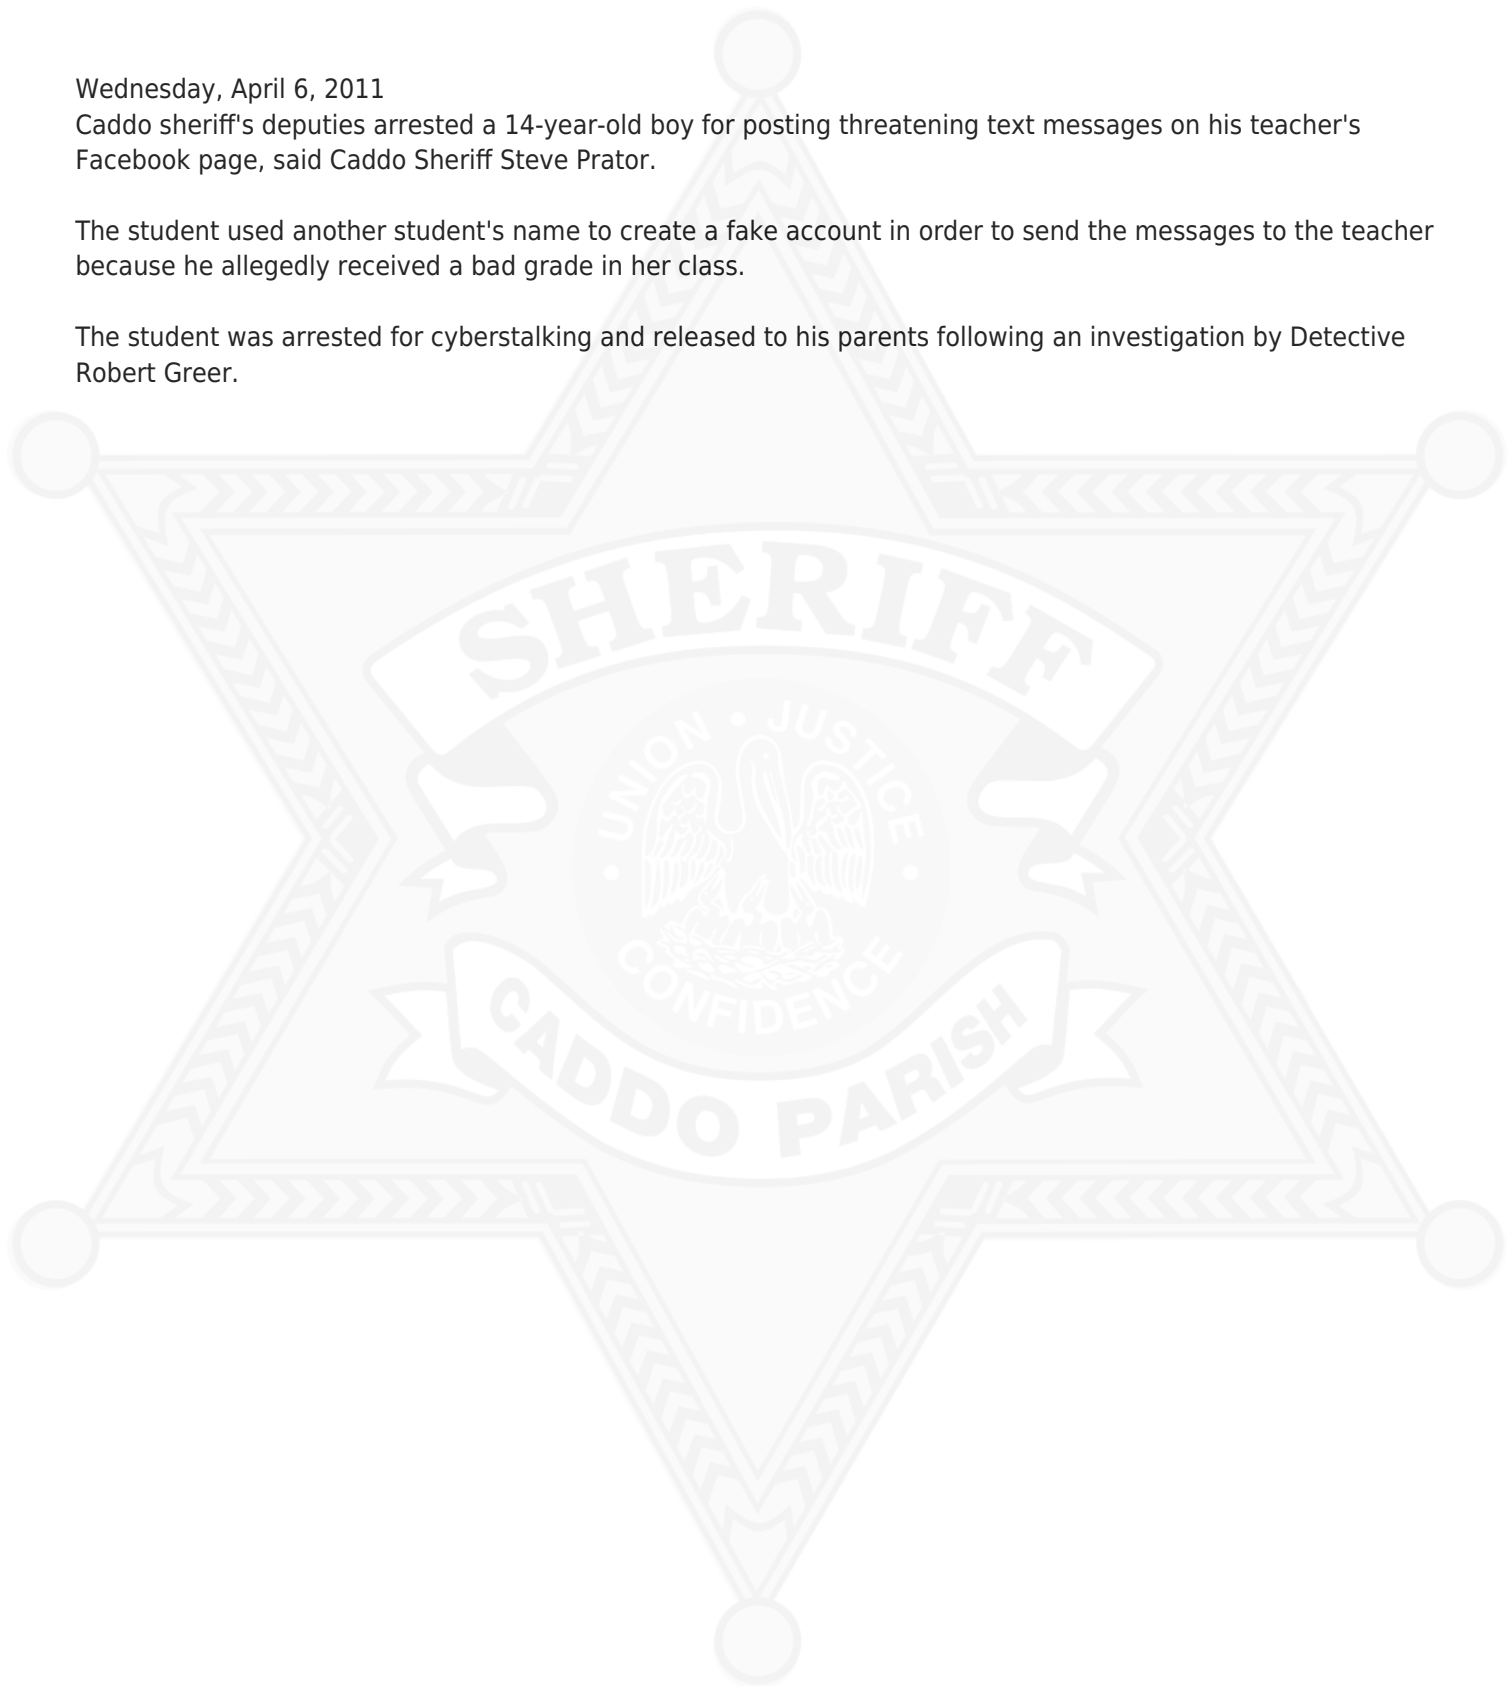 Wednesday, April 6, 2011
Caddo sheriff's deputies arrested a 14-year-old boy for posting threatening text messages on his teacher's
Facebook page, said Caddo Sheriff Steve Prator.
The student used another student's name to create a fake account in order to send the messages to the teacher
because he allegedly received a bad grade in her class.
The student was arrested for cyberstalking and released to his parents following an investigation by Detective
Robert Greer.
SHERIFF
UNION • JUSTICE
• CONFIDENCE •
CADDO PARISH